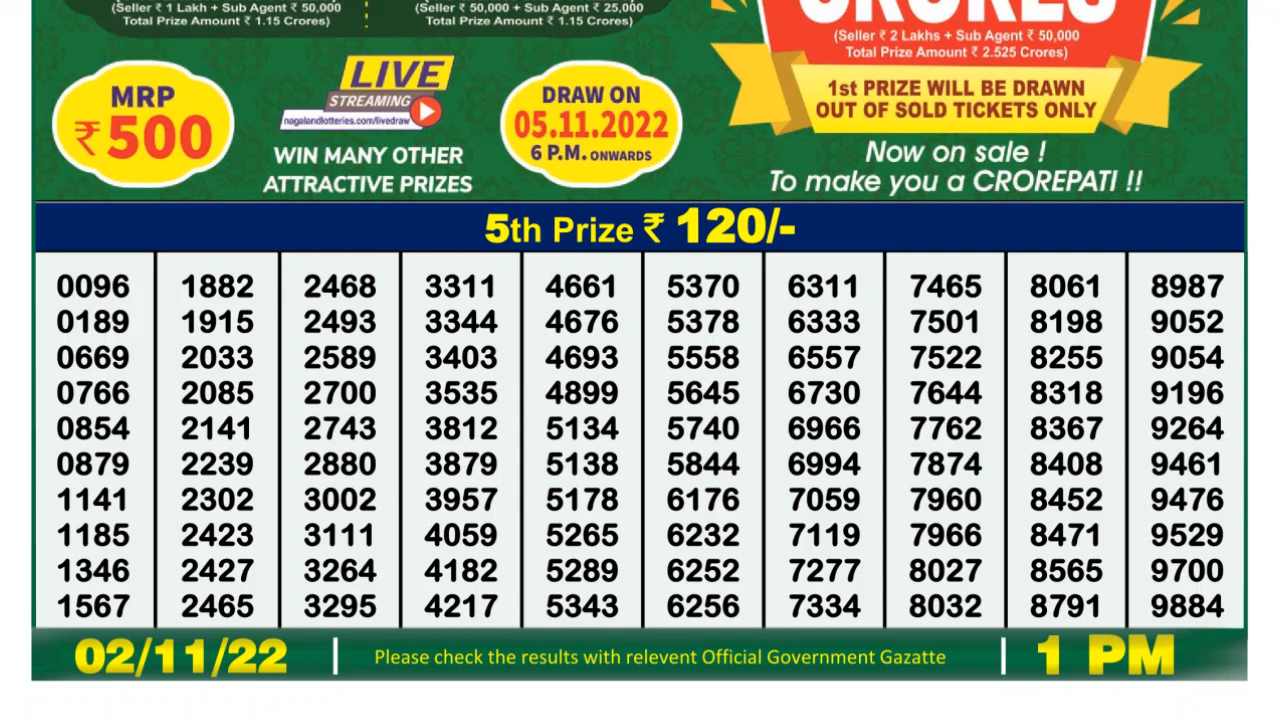 (Seller ₹ 1 Lakh + Sub Agent ₹ 50,000
Total Prize Amount ₹ 1.15 Crores)
(Seller ₹ 50,000 + Sub Agent ₹ 25,000
Total Prize Amount ₹ 1.15 Crores)
CRORES
(Seller ₹ 2 Lakhs + Sub Agent ₹ 50,000
Total Prize Amount ₹ 2.525 Crores)
1st PRIZE WILL BE DRAWN
OUT OF SOLD TICKETS ONLY
MRP
₹ 500
LIVE
STREAMING
nagalandlotteries.com/livedraw
WIN MANY OTHER
ATTRACTIVE PRIZES
DRAW ON
05.11.2022
6 P.M. ONWARDS
Now on sale !
To make you a CROREPATI !!
5th Prize ₹ 120/-
0096 1882 2468 3311 4661 5370 6311 7465 8061 8987
0189 1915 2493 3344 4676 5378 6333 7501 8198 9052
0669 2033 2589 3403 4693 5558 6557 7522 8255 9054
0766 2085 2700 3535 4899 5645 6730 7644 8318 9196
0854 2141 2743 3812 5134 5740 6966 7762 8367 9264
0879 2239 2880 3879 5138 5844 6994 7874 8408 9461
1141 2302 3002 3957 5178 6176 7059 7960 8452 9476
1185 2423 3111 4059 5265 6232 7119 7966 8471 9529
1346 2427 3264 4182 5289 6252 7277 8027 8565 9700
1567 2465 3295 4217 5343 6256 7334 8032 8791 9884
02/11/22
Please check the results with relevent Official Government Gazatte
1 PM